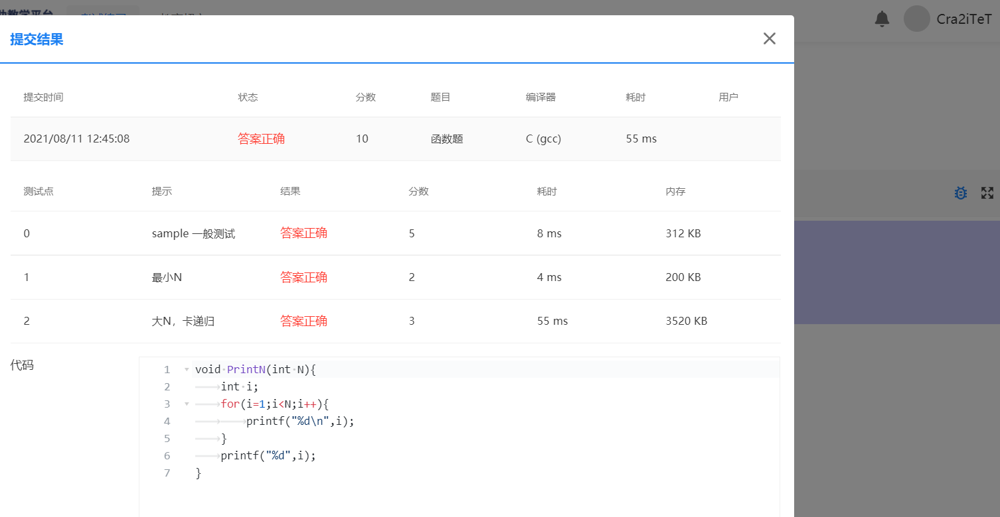 Cra2iTeT
提交结果
提交时间 状态 分数 题目 编译器 耗时 用户
2021/08/11 12:45:08 答案正确 10 函数题 C (gcc) 55 ms
测试点 提示 结果 分数 耗时 内存
0 sample 一般测试 答案正确 5 8 ms 312 KB
1 最小N 答案正确 2 4 ms 200 KB
2 大N，卡递归 答案正确 3 55 ms 3520 KB
代码
1 void PrintN(int N){
2 int i;
3 for(i=1;i<N;i++){
4 printf("%d\n",i);
5 }
6 printf("%d",i);
7 }